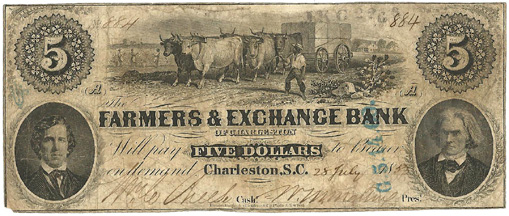 884 884
5 5
A A
The
FARMERS & EXCHANGE BANK
OF CHARLESTON
Will pay FIVE DOLLARS to Bearer
on demand Charleston, S.C. 28 July 185
Cash! Pres!